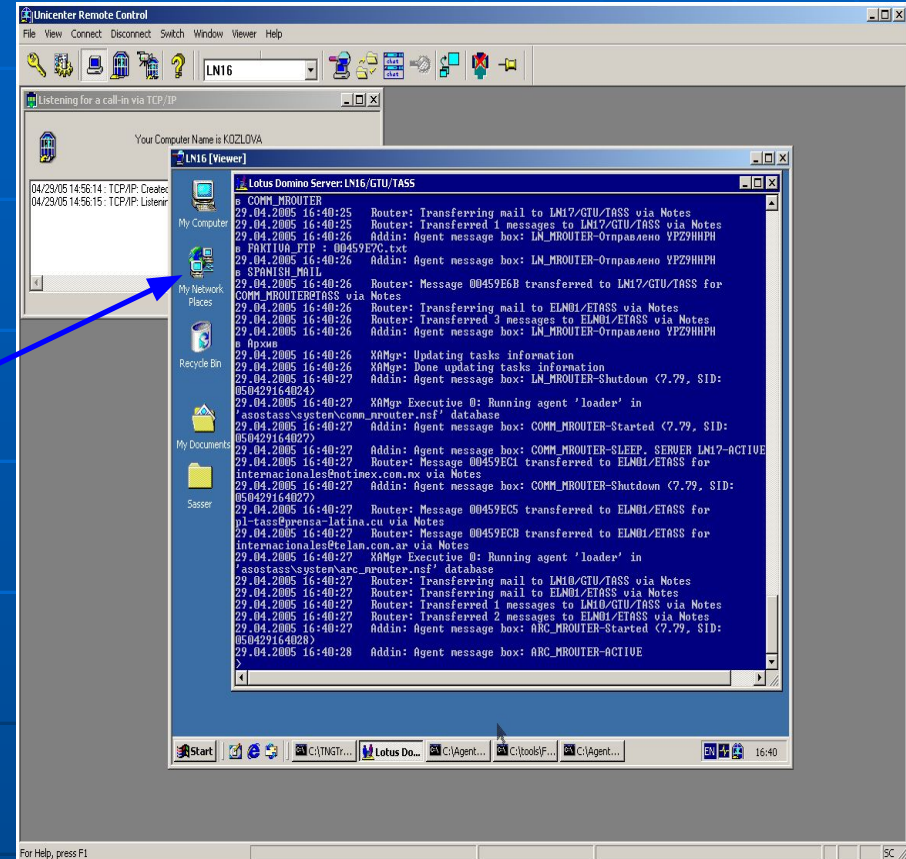 Unicenter Remote Control
File View Connect Disconnect Switch Window Viewer Help
LN16
chat
chat
Listening for a call-in via TCP/IP
Your Computer Name is KOZLOVA
04/29/05 14:56:14 : TCP/IP: Created
04/29/05 14:56:15 : TCP/IP: Listenin
LN16 [Viewer]
My Computer
My Network
Places
Recycle Bin
My Documents
Sasser
Lotus Domino Server: LN16/GTU/TASS
в COMM_MROUTER
29.04.2005 16:40:25 Router: Transferring mail to LN17/GTU/TASS via Notes
29.04.2005 16:40:25 Router: Transferred 1 messages to LN17/GTU/TASS via Notes
29.04.2005 16:40:26 Addin: Agent message box: LN_MROUTER-Отправлено YPZ9HHPH
в FAKTIVA_FTP : 00459E7C.txt
29.04.2005 16:40:26 Addin: Agent message box: LN_MROUTER-Отправлено YPZ9HHPH
в SPANISH_MAIL
29.04.2005 16:40:26 Router: Message 00459E6B transferred to LN17/GTU/TASS for
COMM_MROUTER@TASS via Notes
29.04.2005 16:40:26 Router: Transferring mail to ELN01/ETASS via Notes
29.04.2005 16:40:26 Router: Transferred 3 messages to ELN01/ETASS via Notes
29.04.2005 16:40:26 Addin: Agent message box: LN_MROUTER-Отправлено YPZ9HHPH
в Архив
29.04.2005 16:40:26 XAMgr: Updating tasks information
29.04.2005 16:40:26 XAMgr: Done updating tasks information
29.04.2005 16:40:27 Addin: Agent message box: LN_MROUTER-Shutdown (7.79, SID:
050429164024)
29.04.2005 16:40:27 XAMgr Executive 0: Running agent 'loader' in
'asostass\system\comm_mrouter.nsf' database
29.04.2005 16:40:27 Addin: Agent message box: COMM_MROUTER-Started (7.79, SID:
050429164027)
29.04.2005 16:40:27 Addin: Agent message box: COMM_MROUTER-SLEEP. SERVER LN17-ACTIVE
29.04.2005 16:40:27 Router: Message 00459EC1 transferred to ELN01/ETASS for
internacionales@notimex.com.mx via Notes
29.04.2005 16:40:27 Addin: Agent message box: COMM_MROUTER-Shutdown (7.79, SID:
050429164027)
29.04.2005 16:40:27 Router: Message 00459EC5 transferred to ELN01/ETASS for
pl-tass@prensa-latina.cu via Notes
29.04.2005 16:40:27 Router: Message 00459ECB transferred to ELN01/ETASS for
internacionales@telam.com.ar via Notes
29.04.2005 16:40:27 XAMgr Executive 0: Running agent 'loader' in
'asostass\system\arc_mrouter.nsf' database
29.04.2005 16:40:27 Router: Transferring mail to LN10/GTU/TASS via Notes
29.04.2005 16:40:27 Router: Transferring mail to ELN01/ETASS via Notes
29.04.2005 16:40:27 Router: Transferred 1 messages to LN10/GTU/TASS via Notes
29.04.2005 16:40:27 Router: Transferred 2 messages to ELN01/ETASS via Notes
29.04.2005 16:40:27 Addin: Agent message box: ARC_MROUTER-Started (7.79, SID:
050429164028)
29.04.2005 16:40:28 Addin: Agent message box: ARC_MROUTER-ACTIVE
>
Start C:\TNGTr... Lotus Do... C:\Agent... C:\tools\F... C:\Agent... EN 16:40
For Help, press F1 SC